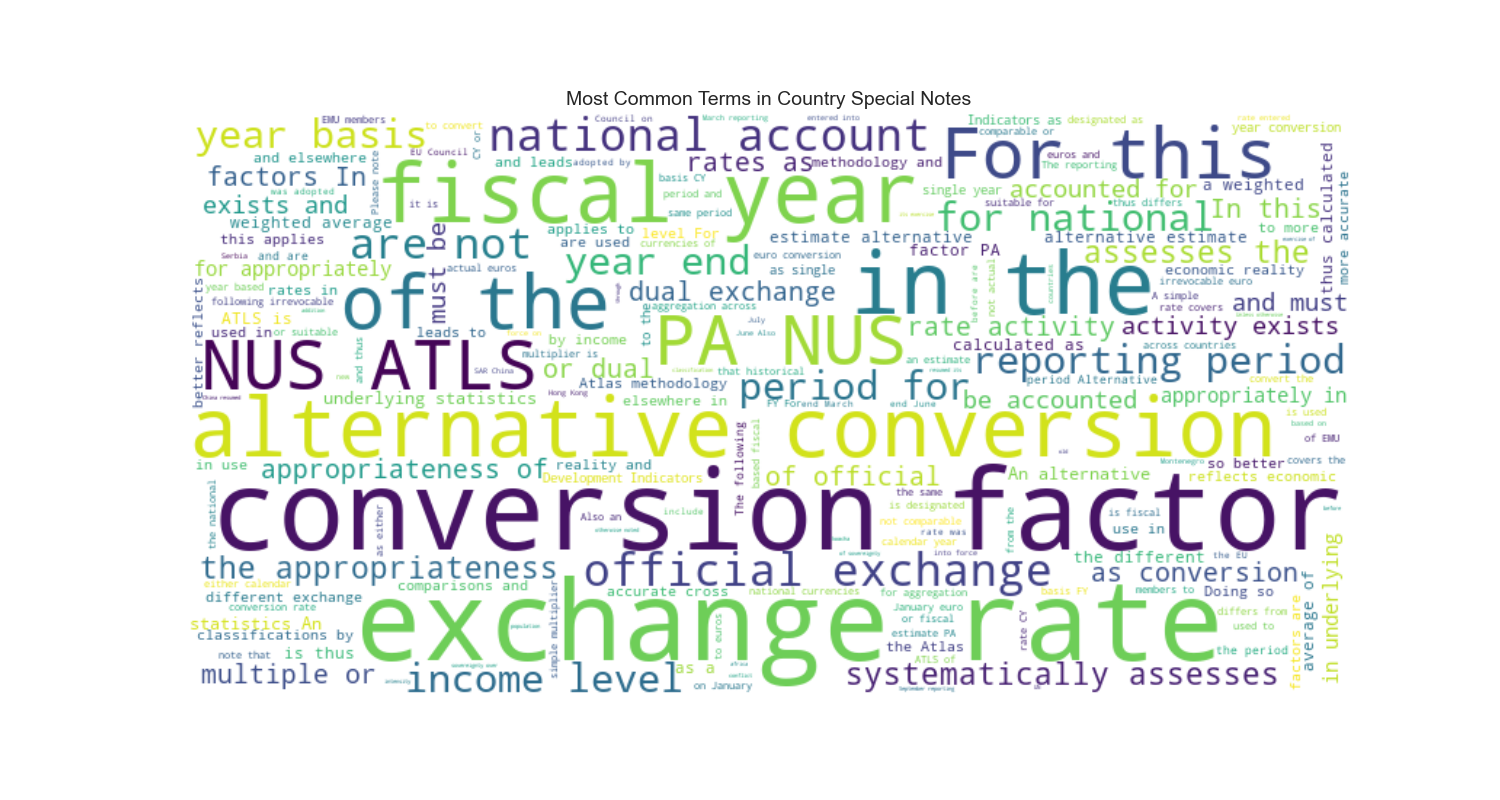 Most Common Terms in Country Special Notes
EMU members
Council on
March reporting
entered into
Indicators as
designated as
rate entered
year basis
to convert
CY or
national account
For this
comparable or
year conversion
EU Council
and elsewhere
Please note
and leads
adopted by
rates as
methodology and
euros and
The reporting
factors In
was adopted
fiscal year
basis CY
period and
single year
suitable for
accounted for
a weighted
thus calculated
more accurate
exists and
it is
same period
thus differs
weighted average
must be
applies to
level For
for national
In this
to more
this applies
are not
are used
currencies of
estimate alternative
alternative estimate
Serbia
and are
actual euros
year end
euro conversion
factor PA
assesses the
for appropriately
as single
before are
not actual
countries
economic reality
year based
rates in
irrevocable euro
following irrevocable
of the
through
dual exchange
in the
A simple
rate covers
and must
better reflects
ATLS is
addition
aggregation across
used in
or suitable
leads to
to the
July
June Also
PA NUS
rate activity
activity exists
NUS ATLS
and thus
by income
calculated as
across countries
multiplier is
or dual
an estimate
reporting period
SAR China
classification
that historical
period Alternative
convert the
Atlas methodology
period for
China resumed
underlying statistics
Hong Kong
elsewhere in
FY For
end March
end June
be accounted
appropriately in
alternative conversion
is used
based on
The following
based fiscal
old
of EMU
in use
appropriateness of
reality and
Development Indicators
of official
An alternative
Montenegro
so better
covers the
reflects economic
conversion factor
the national
as either
Also an
include
the same
is designated
not comparable
rate was
calendar year
from the
is fiscal
use in
before
otherwise noted
of sovereignty
into force
the appropriateness
official exchange
the different
the EU
as conversion
in underlying
either calendar
comparisons and
accurate cross
national currencies
for aggregation
basis FY
members to
Doing so
average of
different exchange
simple multiplier
conversion rate
January euro
or fiscal
differs from
statistics An
exchange rate
population
to euros
estimate PA
rate CY
used to
classifications by
the Atlas
the period
note that
is thus
ATLS of
factors are
multiple or
income level
as a
on January
systematically assesses
September reporting